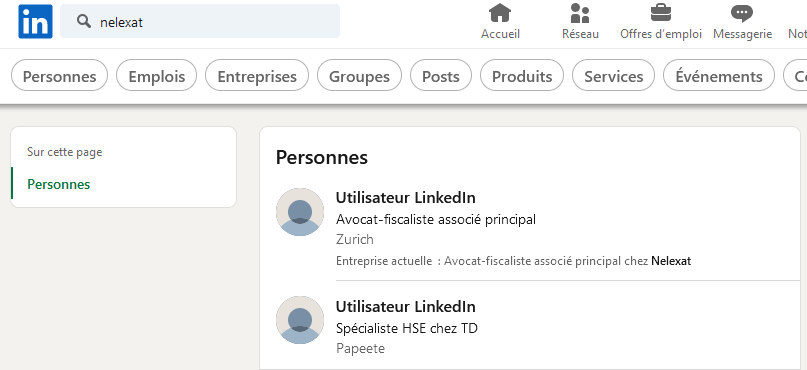 in
nelexat
Accueil
Réseau
Offres d'emploi
Messagerie
Not
Personnes
Emplois
Entreprises
Groupes
Posts
Produits
Services
Événements
Sur cette page
Personnes
Personnes
Utilisateur LinkedIn
Avocat-fiscaliste associé principal
Zurich
Entreprise actuelle : Avocat-fiscaliste associé principal chez Nelexat
Utilisateur LinkedIn
Spécialiste HSE chez TD
Papeete